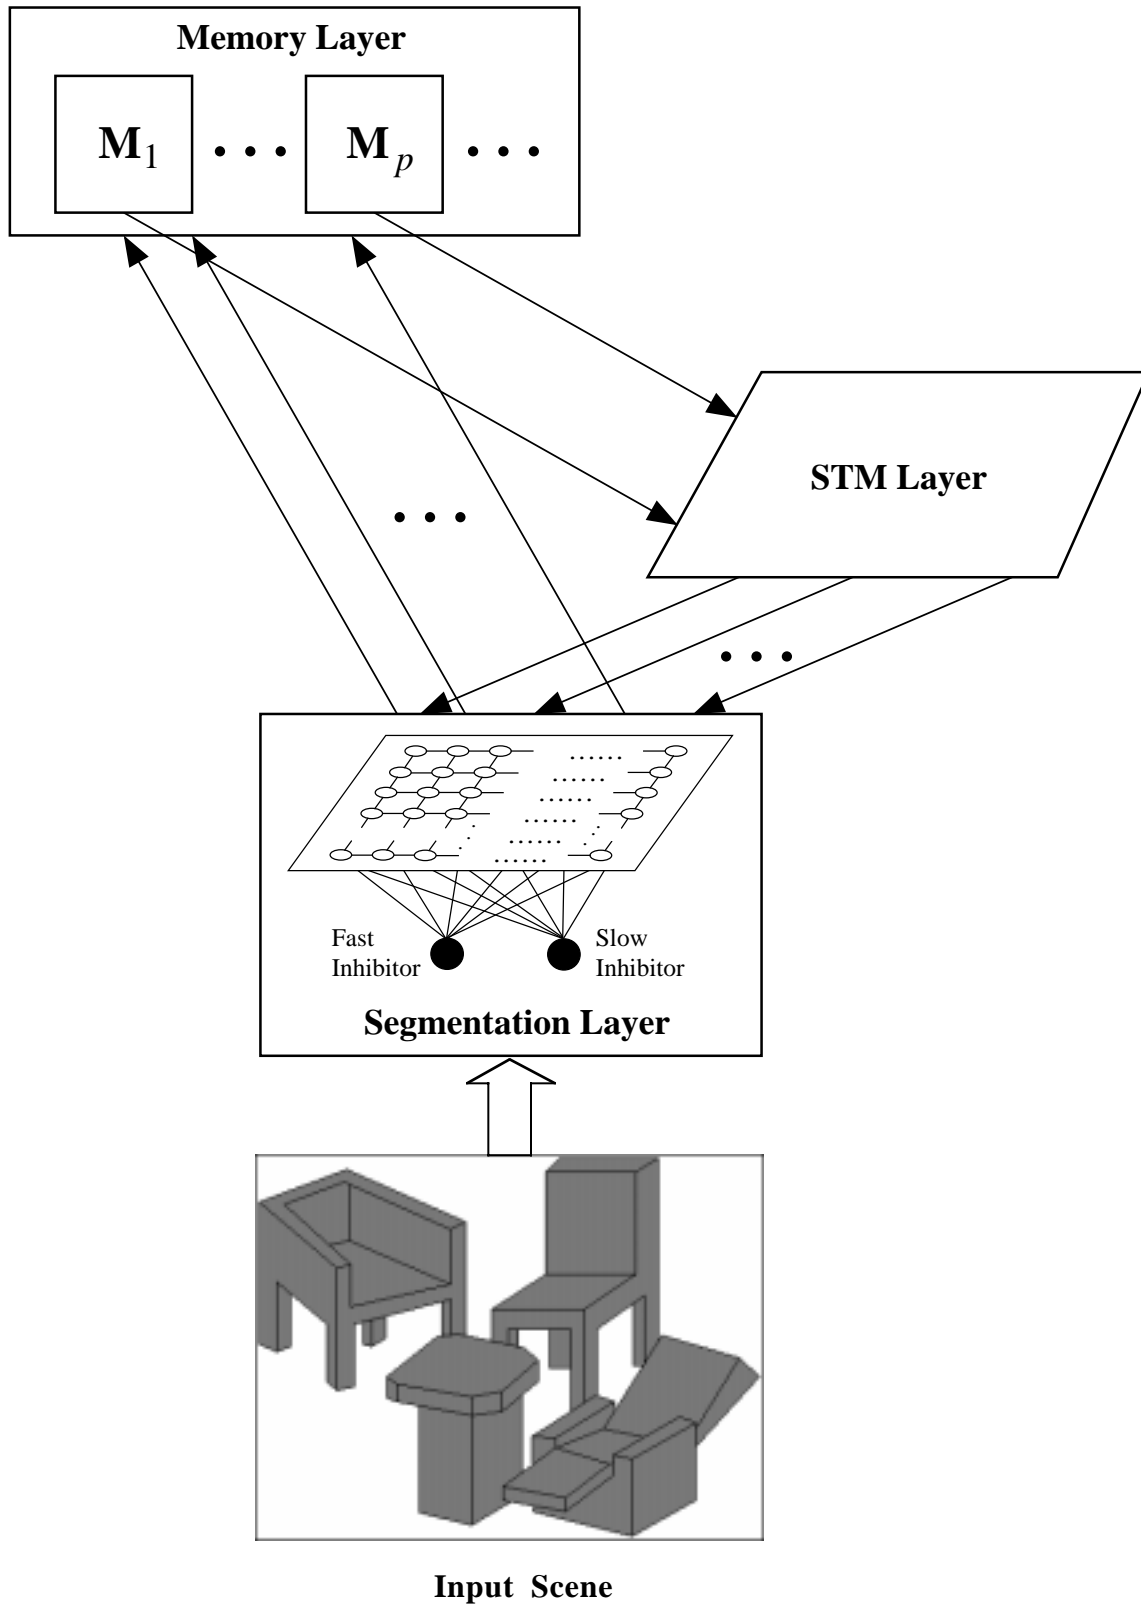 Memory Layer
M1 . . . Mp . . .
STM Layer
. . .
. . .
Fast
Inhibitor
Slow
Inhibitor
Segmentation Layer
Input Scene